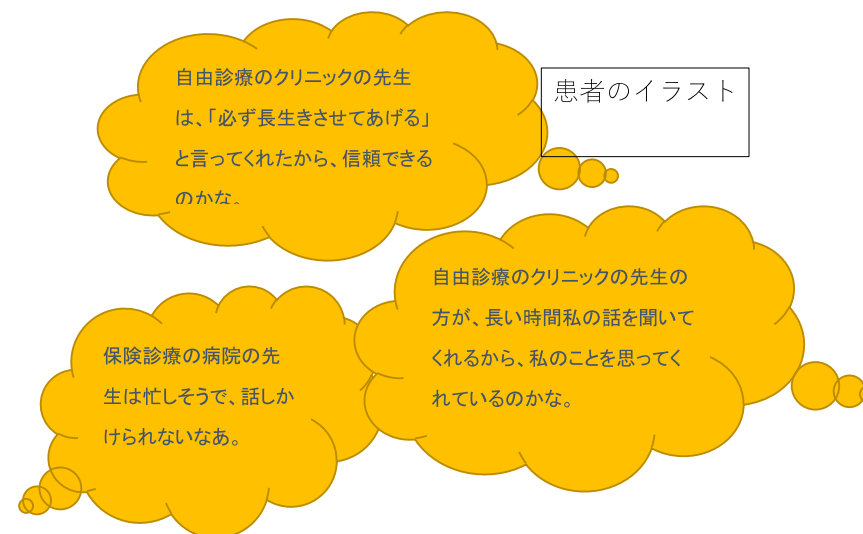 自由診療のクリニックの先生
は、「必ず長生きさせてあげる」
と言ってくれたから、信頼できる
のかな。
患者のイラスト
自由診療のクリニックの先生の
方が、長い時間私の話を聞いて
くれるから、私のことを思ってく
れているのかな。
保険診療の病院の先
生は忙しそうで、話しか
けられないなあ。